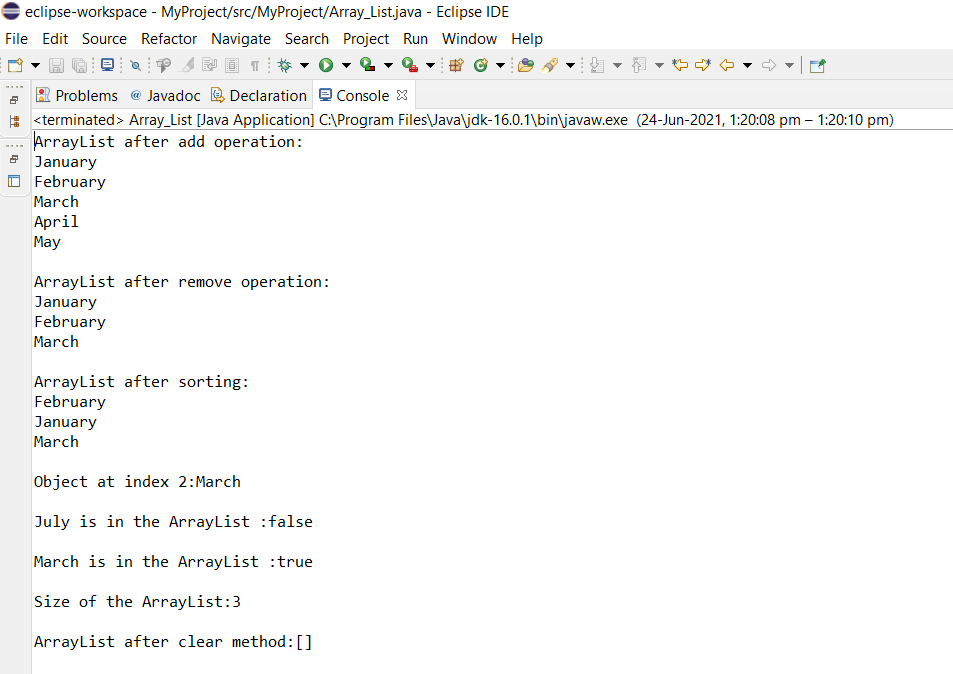 eclipse-workspace - MyProject/src/MyProject/Array_List.java - Eclipse IDE
File Edit Source Refactor Navigate Search Project Run Window Help
Problems @ Javadoc Declaration Console
<terminated> Array_List [Java Application] C:\Program Files\Java\jdk-16.0.1\bin\javaw.exe (24-Jun-2021, 1:20:08 pm – 1:20:10 pm)
ArrayList after add operation:
January
February
March
April
May
ArrayList after remove operation:
January
February
March
ArrayList after sorting:
February
January
March
Object at index 2:March
July is in the ArrayList :false
March is in the ArrayList :true
Size of the ArrayList:3
ArrayList after clear method:[]